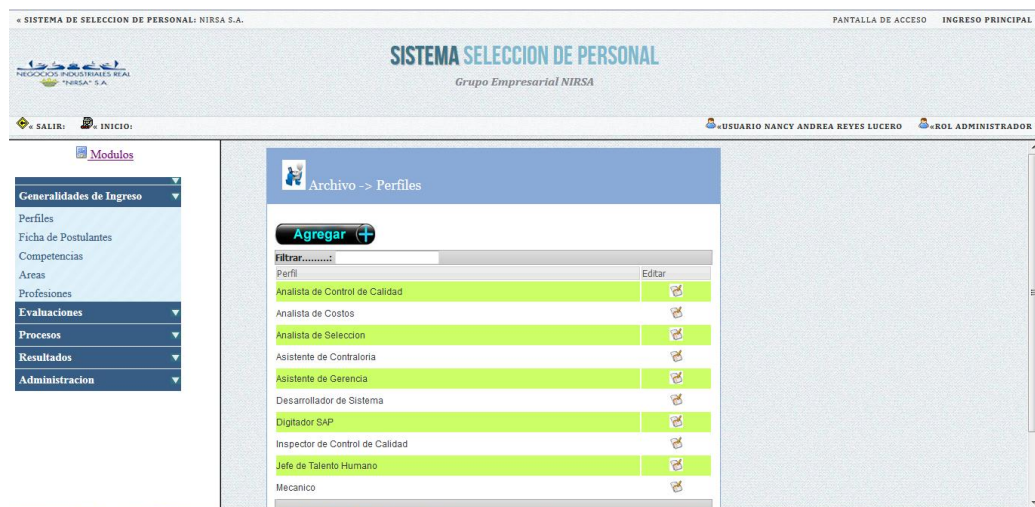 « SISTEMA DE SELECCION DE PERSONAL: NIRSA S.A.
PANTALLA DE ACCESO INGRESO PRINCIPAL
NEGOCIOS INDUSTRIALES REAL
"NIRSA" S.A.
SISTEMA SELECCION DE PERSONAL
Grupo Empresarial NIRSA
« SALIR: « INICIO:
«USUARIO NANCY ANDREA REYES LUCERO «ROL ADMINISTRADOR
Modulos
Generalidades de Ingreso
Perfiles
Ficha de Postulantes
Competencias
Areas
Profesiones
Evaluaciones
Procesos
Resultados
Administracion
Archivo -> Perfiles
Agregar
Filtrar.........:
Perfil Editar
Analista de Control de Calidad
Analista de Costos
Analista de Seleccion
Asistente de Contraloria
Asistente de Gerencia
Desarrollador de Sistema
Digitador SAP
Inspector de Control de Calidad
Jefe de Talento Humano
Mecanico